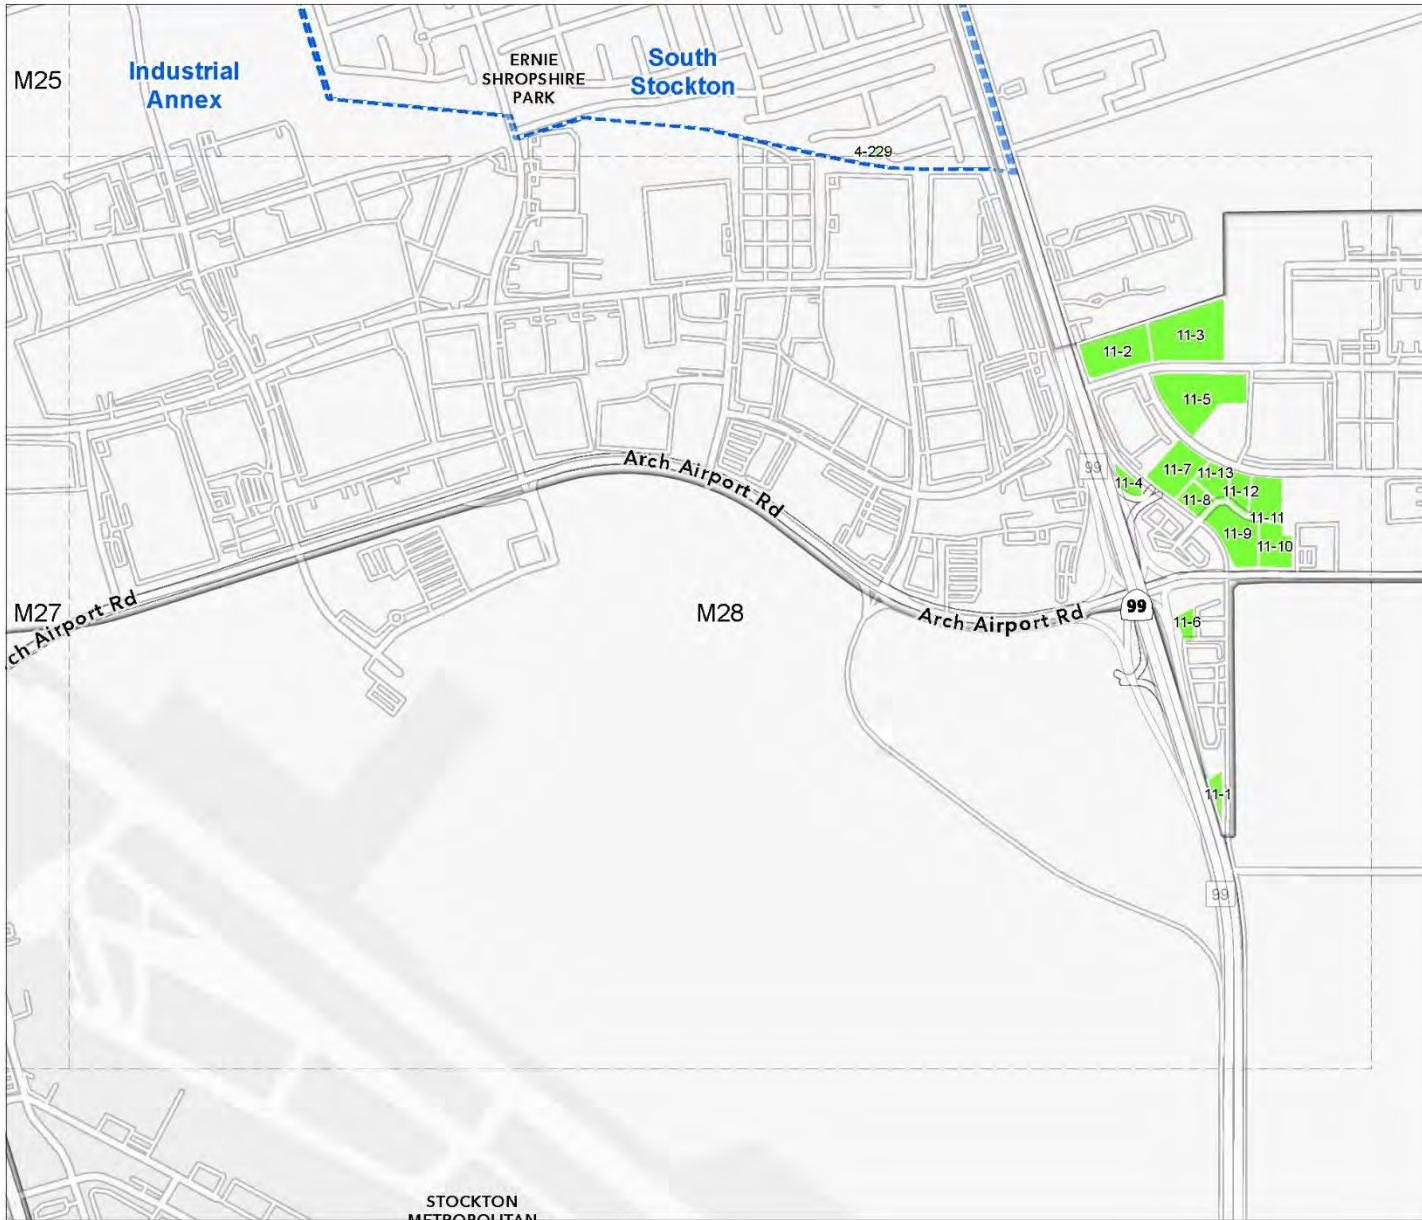 M25
Industrial
Annex
ERNIE
SHROPSHIRE
PARK
South
Stockton
4-229
11-3
11-2
11-5
Arch Airport Rd
99
11-7
11-13
11-4
11-12
11-8
11-11
11-9
11-10
M27
ch Airport Rd
M28
Arch Airport Rd
99
11-6
11-1
99
STOCKTON
METROPOLITAN